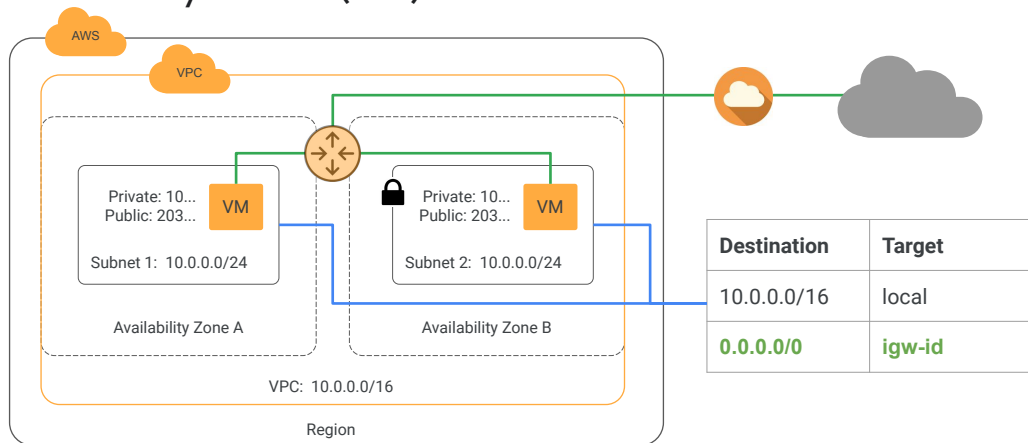 AWS
VPC
Private: 10...
Public: 203...
VM
Subnet 1: 10.0.0.0/24
Availability Zone A
Private: 10...
Public: 203...
VM
Subnet 2: 10.0.0.0/24
Availability Zone B
VPC: 10.0.0.0/16
Region
Destination Target
10.0.0.0/16 local
0.0.0.0/0 igw-id